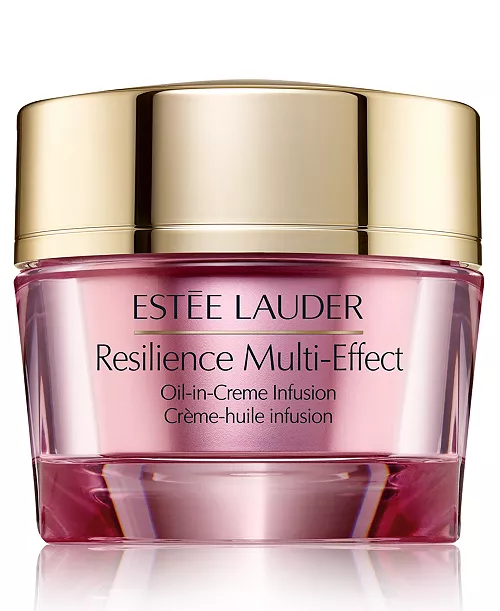 ESTĒE LAUDER
Resilience Multi-Effect
Oil-in-Creme Infusion
Crème-huile infusion